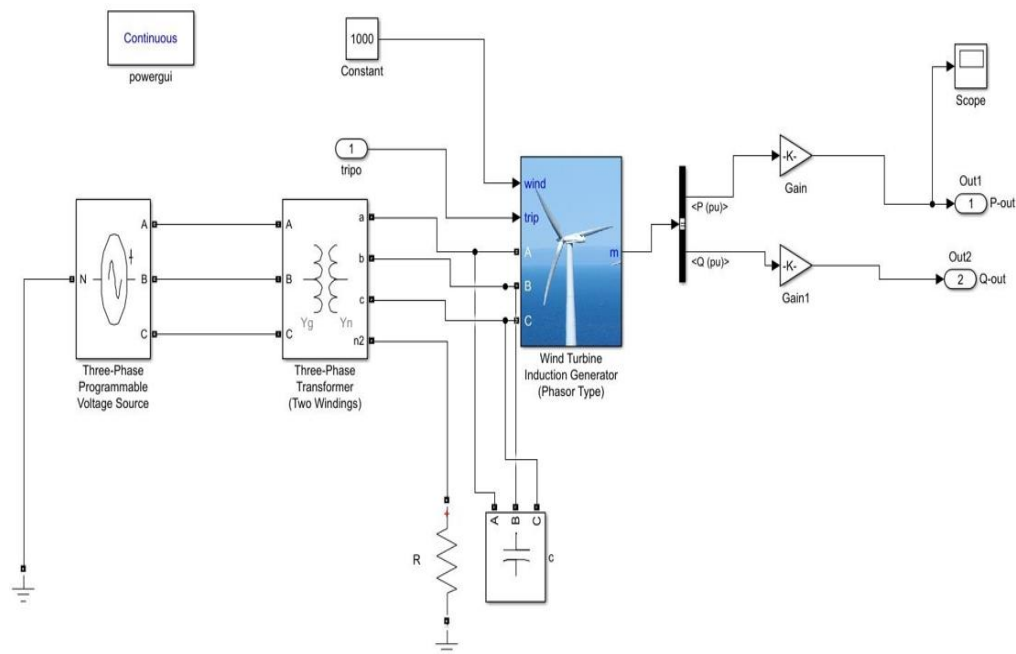 Continuous
powergui
1000
Constant
1
tripo
Scope
wind
trip
A
B
C
m
Wind Turbine
Induction Generator
(Phasor Type)
<P (pu)>
<Q (pu)>
-K-
Gain
-K-
Gain1
Out1
1
P-out
Out2
2
Q-out
N
A
B
C
Three-Phase
Programmable
Voltage Source
A
B
C
a
b
c
n2
Yg
Yn
Three-Phase
Transformer
(Two Windings)
R
+
A
B
C
c